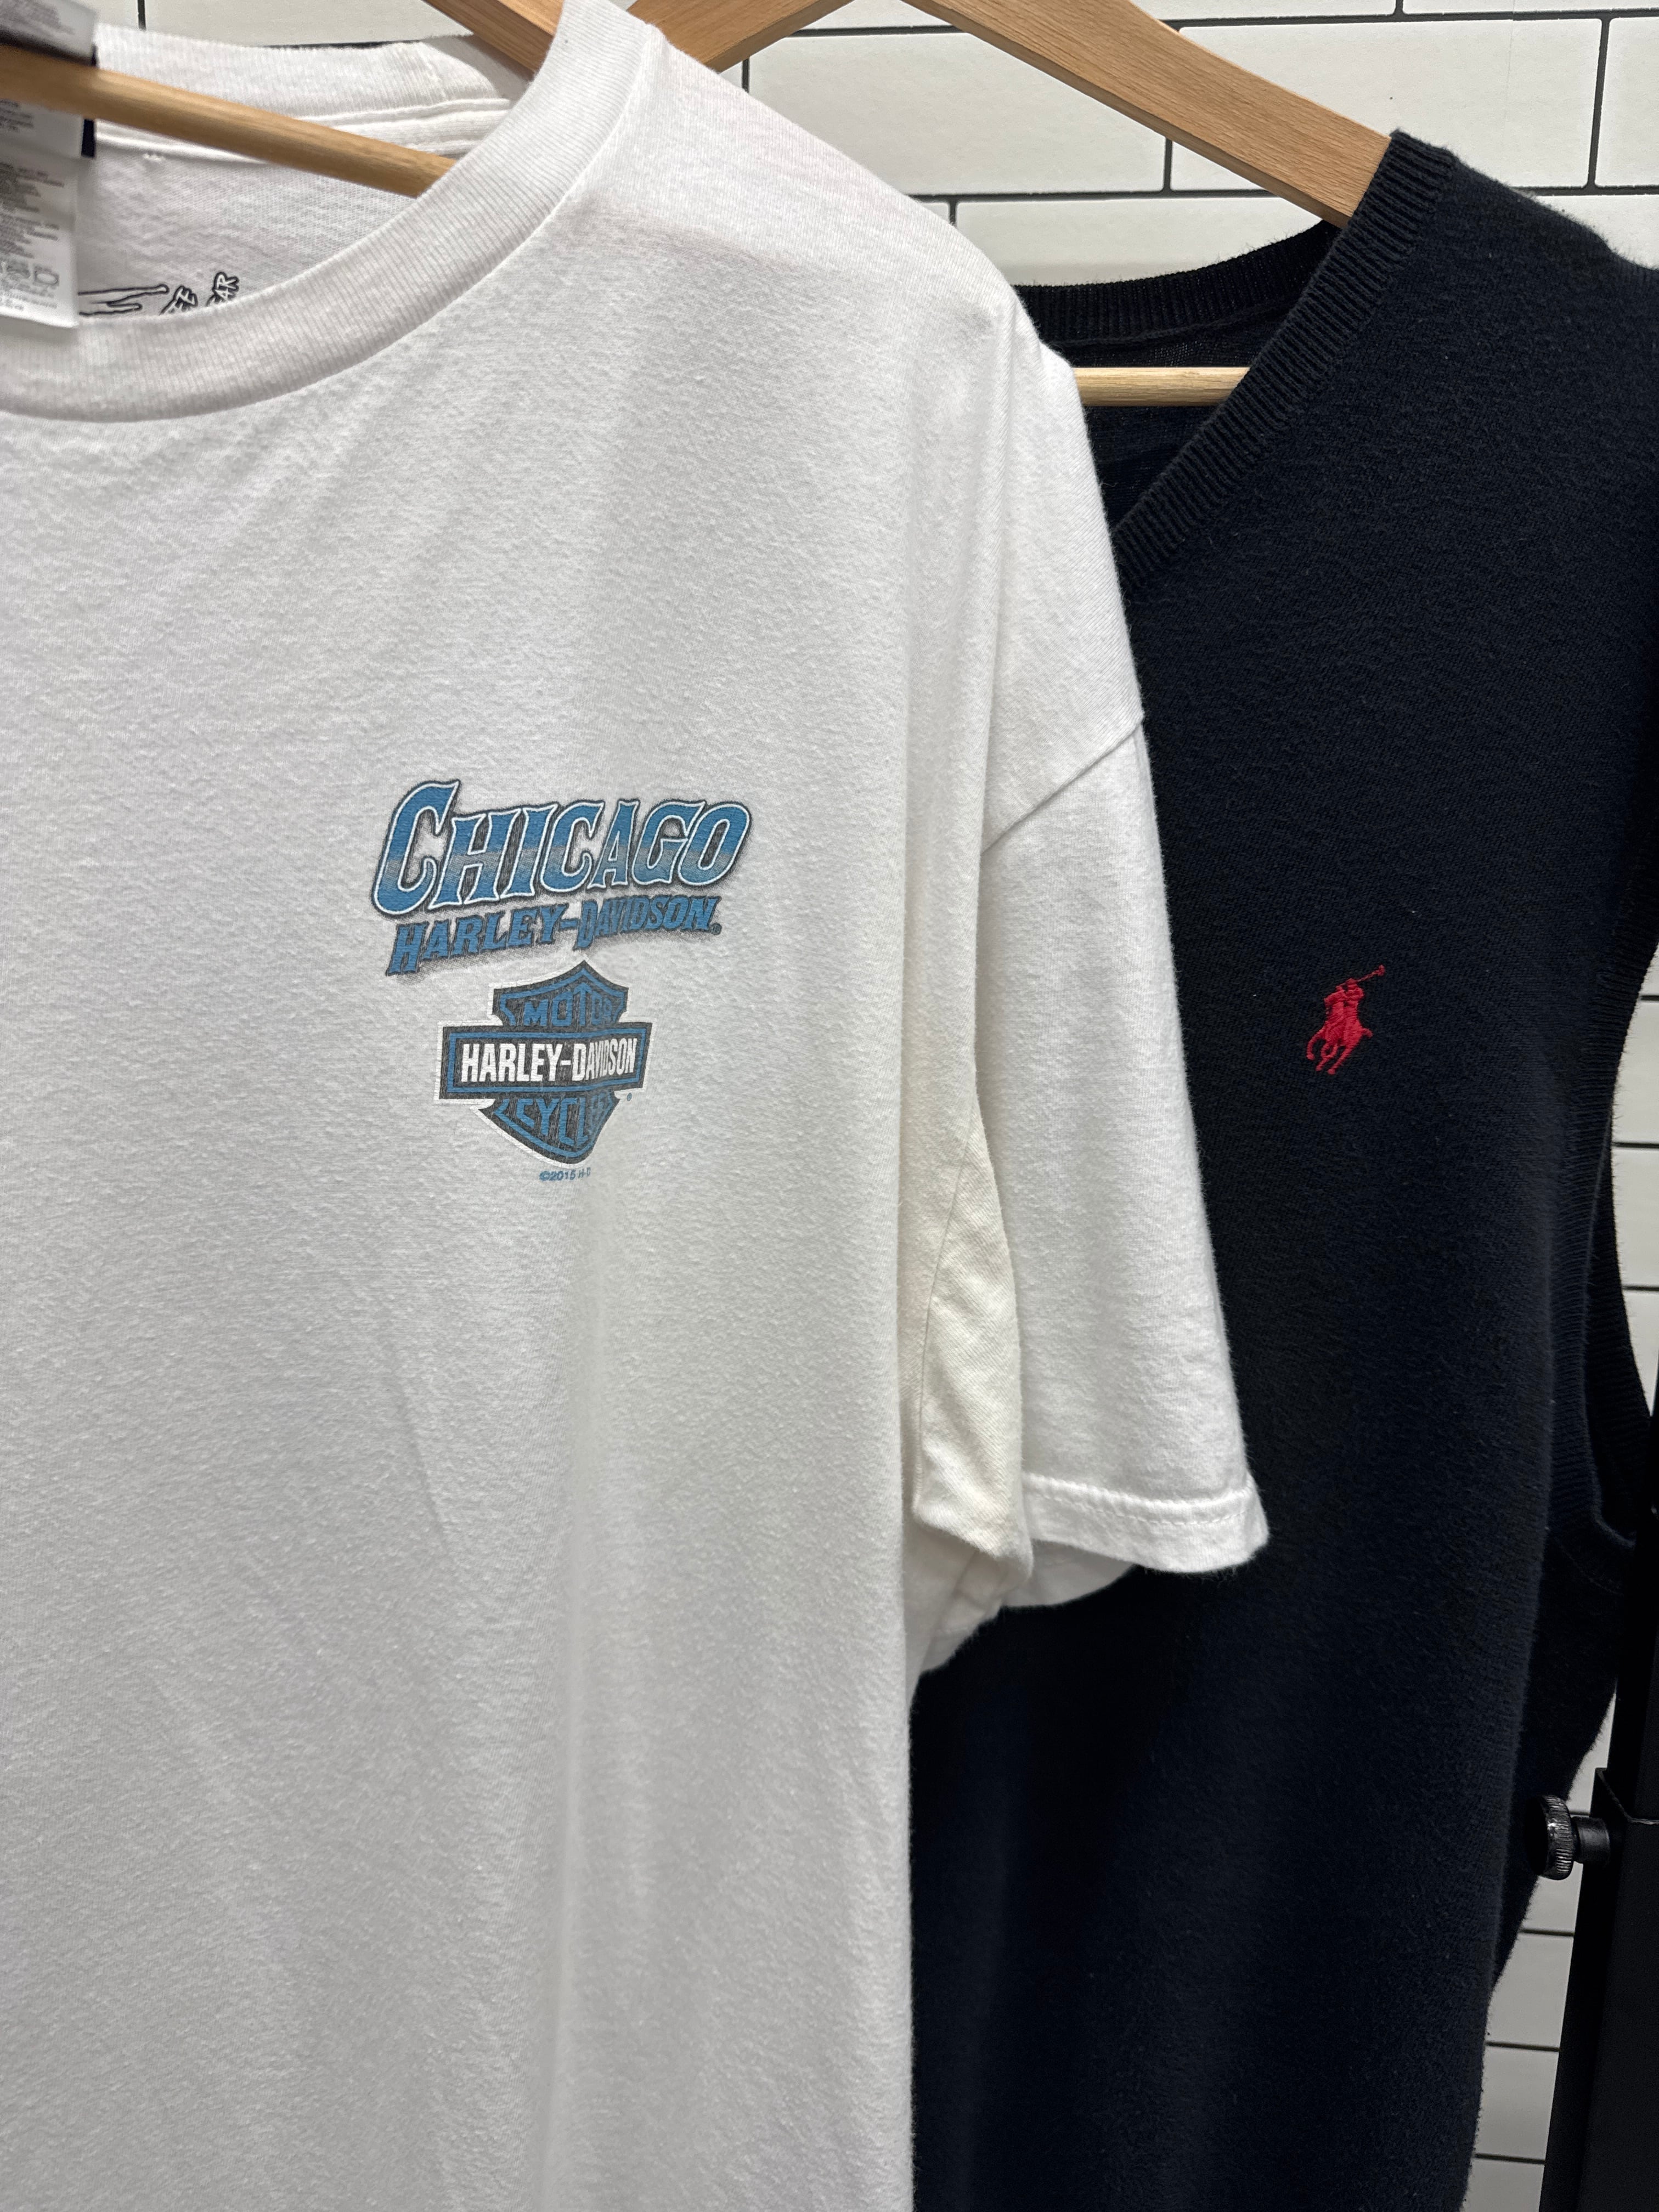 CHICAGO
HARLEY-DAVIDSON®
MOTOR
HARLEY-DAVIDSON
CYCLES
©2015 H-D